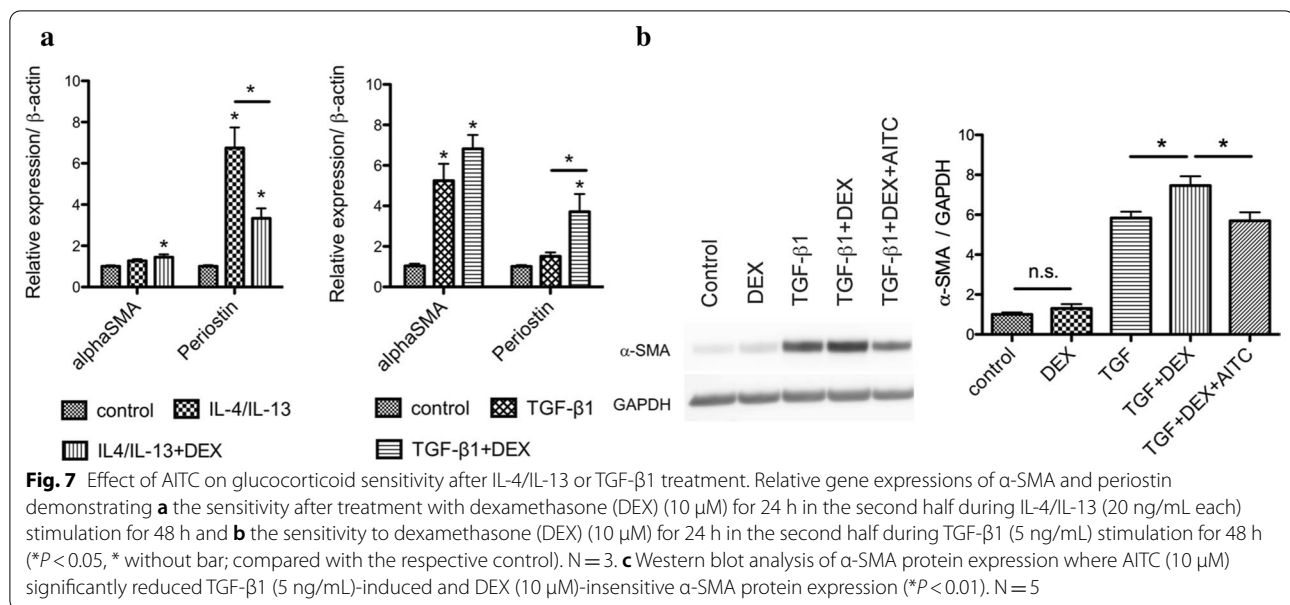 a
b
Relative expression/ β-actin
10
8
6
4
2
0
*
*
*
*
alphaSMA
Periostin
control
IL-4/IL-13
IL4/IL-13+DEX
Relative expression/ β-actin
10
8
6
4
2
0
*
*
*
*
alphaSMA
Periostin
control
TGF-β1
TGF-β1+DEX
Control
DEX
TGF-β1
TGF-β1+DEX
TGF-β1+DEX+AITC
α-SMA
GAPDH
α-SMA / GAPDH
10
8
6
4
2
0
n.s.
*
*
control
DEX
TGF
TGF+DEX
TGF+DEX+AITC
Fig. 7 Effect of AITC on glucocorticoid sensitivity after IL-4/IL-13 or TGF-β1 treatment. Relative gene expressions of α-SMA and periostin
demonstrating a the sensitivity after treatment with dexamethasone (DEX) (10 µM) for 24 h in the second half during IL-4/IL-13 (20 ng/mL each)
stimulation for 48 h and b the sensitivity to dexamethasone (DEX) (10 µM) for 24 h in the second half during TGF-β1 (5 ng/mL) stimulation for 48 h
(*P < 0.05, * without bar; compared with the respective control). N = 3. c Western blot analysis of α-SMA protein expression where AITC (10 µM)
significantly reduced TGF-β1 (5 ng/mL)-induced and DEX (10 µM)-insensitive α-SMA protein expression (*P < 0.01). N = 5